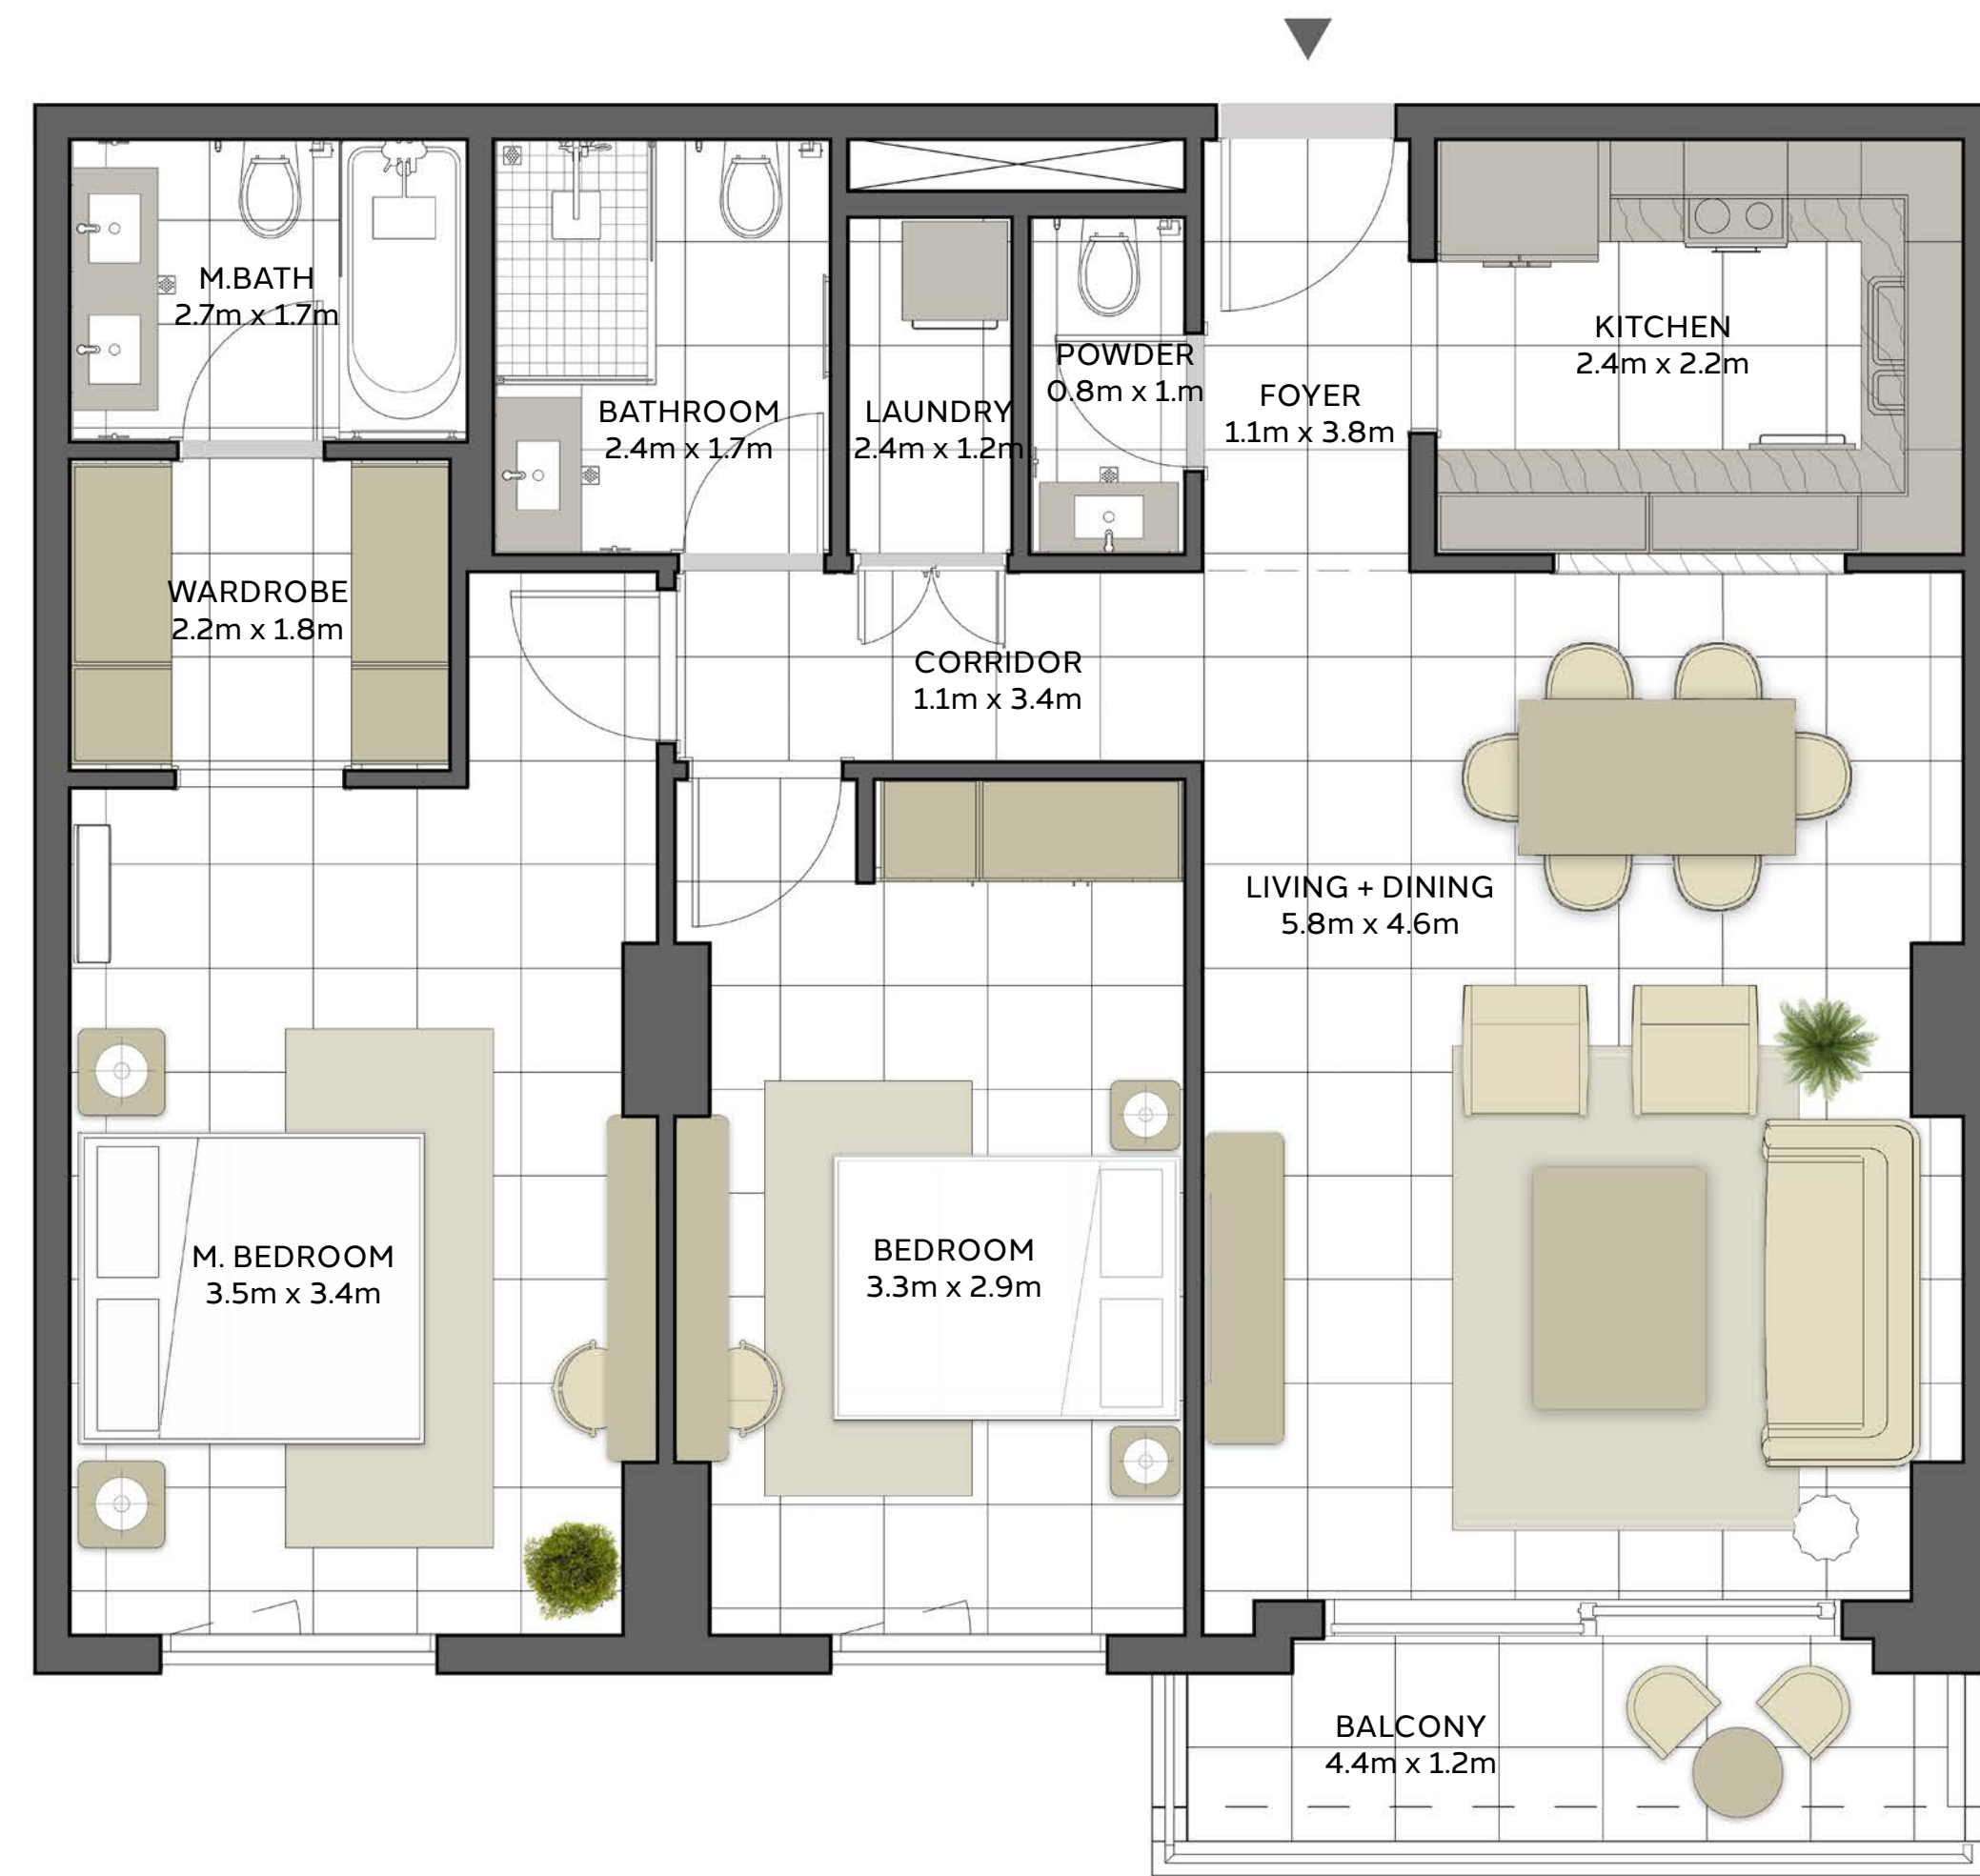 M.BATH
2.7m x 1.7m
BATHROOM
2.4m x 1.7m
LAUNDRY
2.4m x 1.2m
POWDER
0.8m x 1.m
FOYER
1.1m x 3.8m
KITCHEN
2.4m x 2.2m
WARDROBE
2.2m x 1.8m
CORRIDOR
1.1m x 3.4m
LIVING + DINING
5.8m x 4.6m
M. BEDROOM
3.5m x 3.4m
BEDROOM
3.3m x 2.9m
BALCONY
4.4m x 1.2m